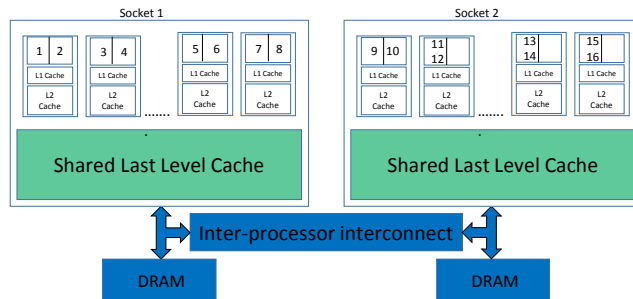 Socket 1
Socket 2
1 2
3 4
5 6
7 8
9 10
11
12
13
14
15
16
L1 Cache
L1 Cache
L1 Cache
L1 Cache
L1 Cache
L1 Cache
L1 Cache
L1 Cache
L2
Cache
L2
Cache
L2
Cache
L2
Cache
L2
Cache
L2
Cache
L2
Cache
L2
Cache
.......
.......
Shared Last Level Cache
Shared Last Level Cache
Inter-processor interconnect
DRAM
DRAM